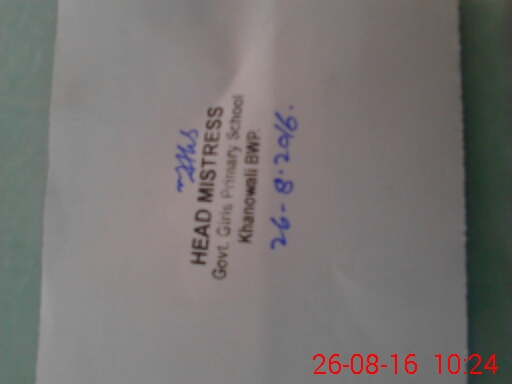 HEAD MISTRESS
Govt. Girls Primary School
Khanowali BWP.
26-8-2016.
26-08-16 10:24